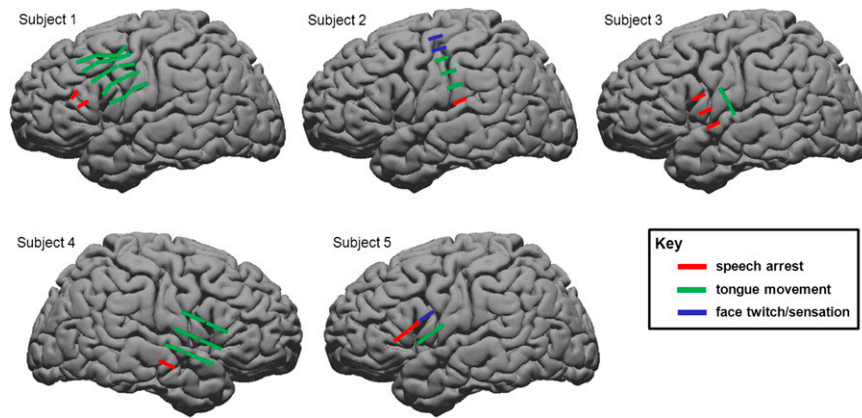 Subject 1
Subject 2
Subject 3
Subject 4
Subject 5
Key
speech arrest
tongue movement
face twitch/sensation